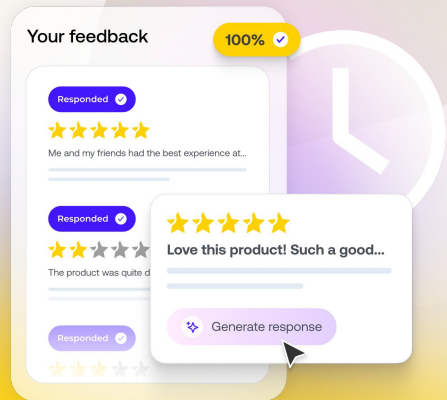 Your feedback
100%
Responded
Me and my friends had the best experience at...
Responded
The product was quite d
Responded
Love this product! Such a good...
Generate response